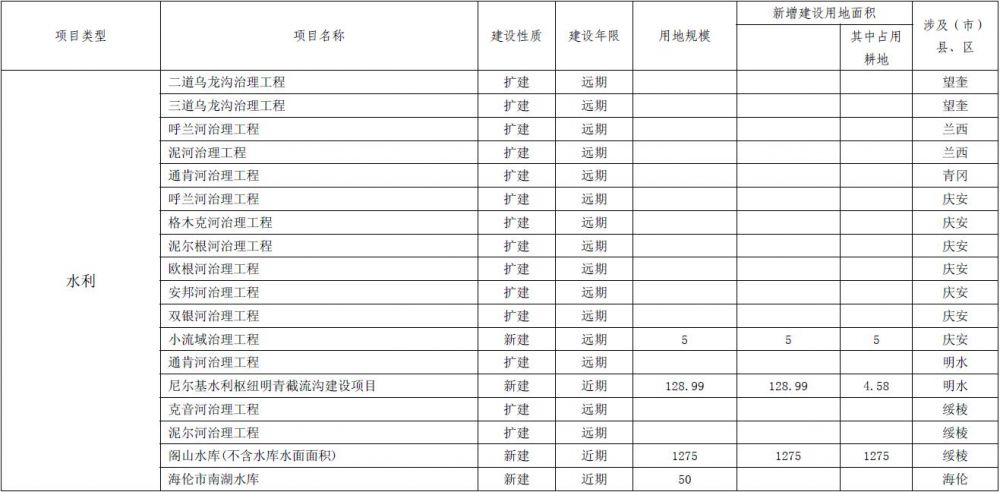 项目类型 项目名称 建设性质 建设年限 用地规模 新增建设用地面积 其中占用耕地 涉及（市）县、区
水利
二道乌龙沟治理工程 扩建 远期 望奎
三道乌龙沟治理工程 扩建 远期 望奎
呼兰河治理工程 扩建 远期 兰西
泥河治理工程 扩建 远期 兰西
通肯河治理工程 扩建 远期 青冈
呼兰河治理工程 扩建 远期 庆安
格木克河治理工程 扩建 远期 庆安
泥尔根河治理工程 扩建 远期 庆安
欧根河治理工程 扩建 远期 庆安
安邦河治理工程 扩建 远期 庆安
双银河治理工程 扩建 远期 庆安
小流域治理工程 新建 远期 5 5 5 庆安
通肯河治理工程 扩建 远期 明水
尼尔基水利枢纽明青截流沟建设项目 新建 近期 128.99 128.99 4.58 明水
克音河治理工程 扩建 远期 绥棱
泥尔河治理工程 扩建 远期 绥棱
阁山水库(不含水库水面面积) 新建 近期 1275 1275 1275 绥棱
海伦市南湖水库 新建 近期 50 海伦